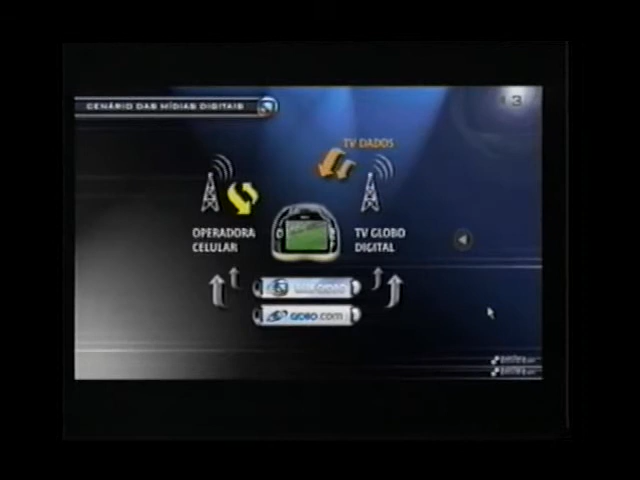 CENÁRIO DAS MÍDIAS DIGITAIS
3
TV DADOS
OPERADORA
CELULAR
TV GLOBO
DIGITAL
GLOBO.com